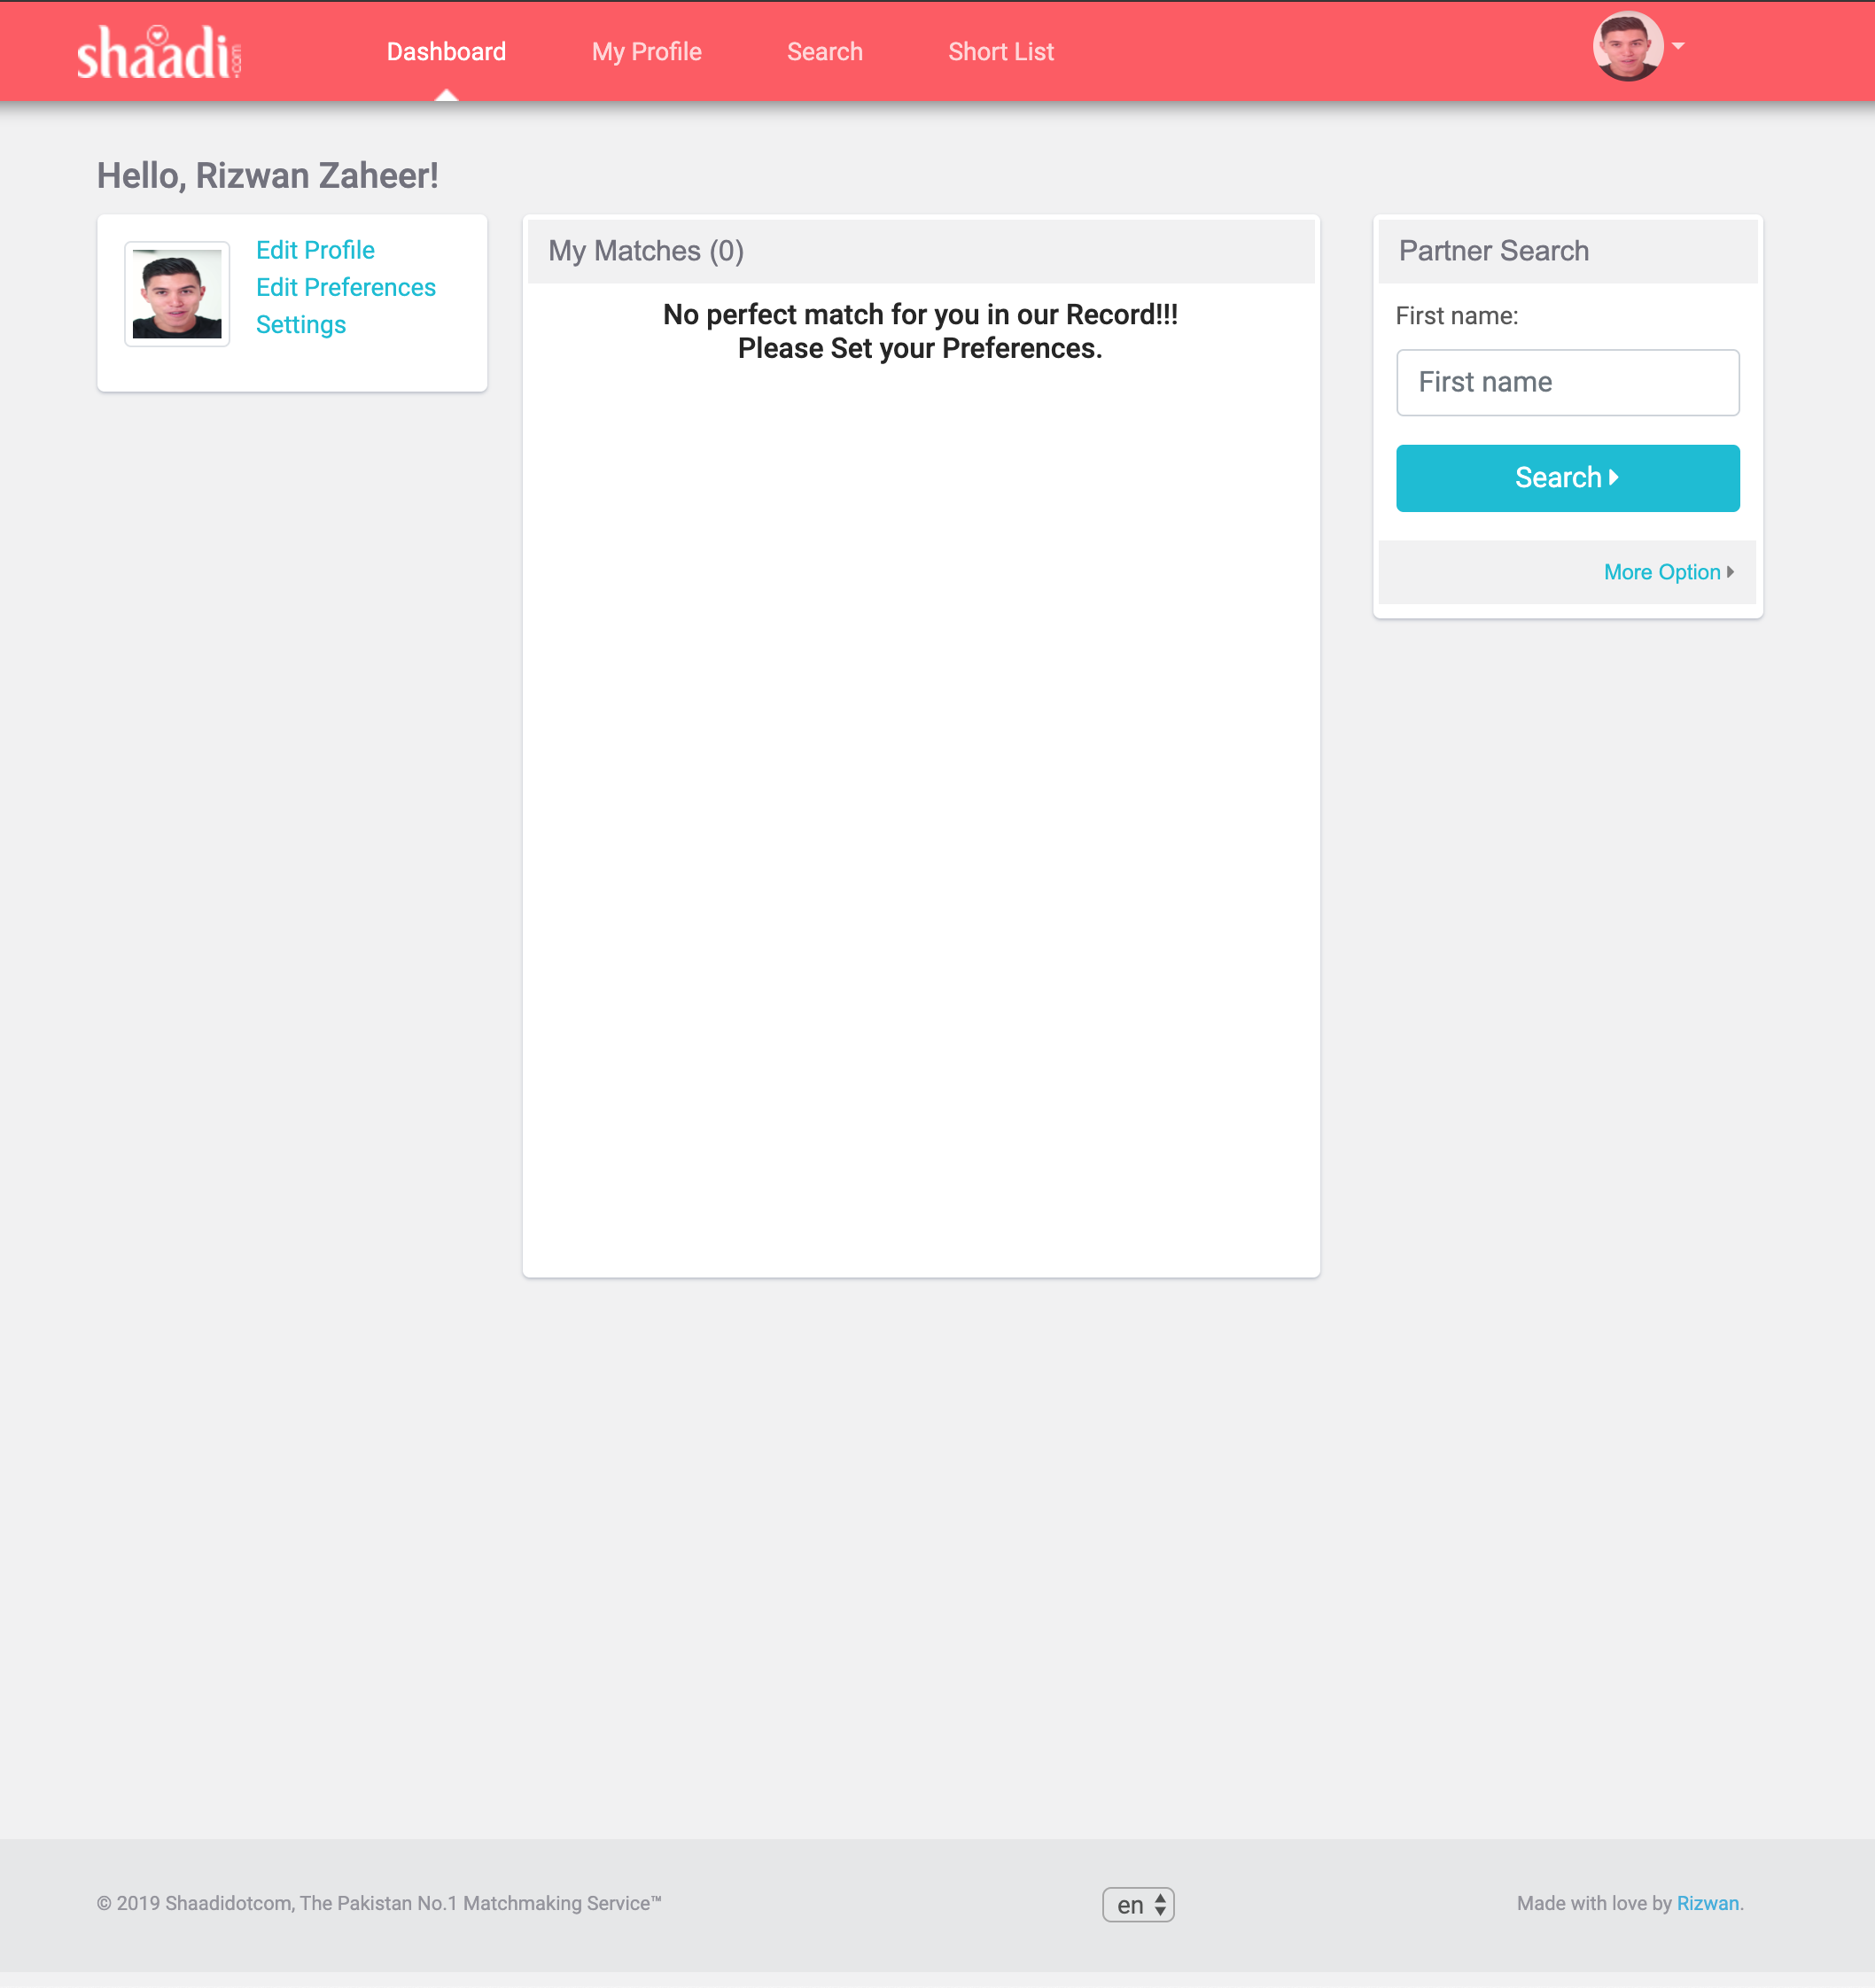 shaadi.com
Dashboard
My Profile
Search
Short List
Hello, Rizwan Zaheer!
Edit Profile
Edit Preferences
Settings
My Matches (0)
No perfect match for you in our Record!!!
Please Set your Preferences.
Partner Search
First name:
First name
Search
More Option
© 2019 Shaadidotcom, The Pakistan No.1 Matchmaking Service™
en
Made with love by Rizwan.